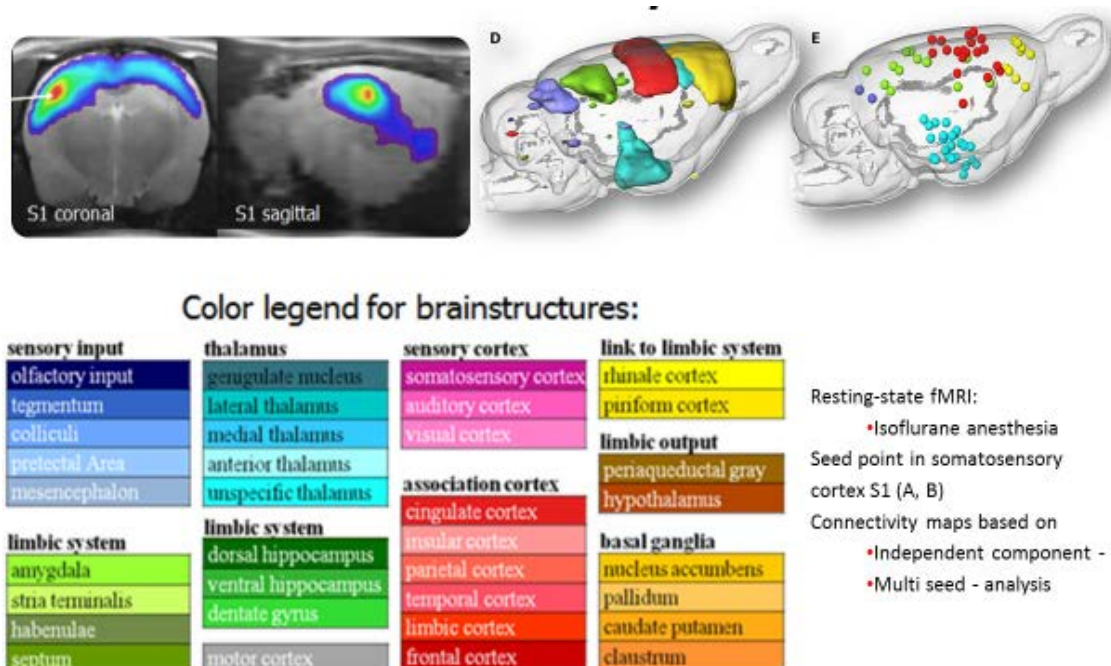 D
E
S1 coronal
S1 sagittal
Color legend for brainstructures:
sensory input
olfactory input
tegmentum
colliculi
pretectal Area
mesencephalon
limbic system
amygdala
stria terminalis
habenulae
septum
thalamus
genigulate nucleus
lateral thalamus
medial thalamus
anterior thalamus
unspecific thalamus
limbic system
dorsal hippocampus
ventral hippocampus
dentate gyrus
motor cortex
sensory cortex
somatosensory cortex
auditory cortex
visual cortex
association cortex
cingulate cortex
insular cortex
parietal cortex
temporal cortex
limbic cortex
frontal cortex
link to limbic system
rhinale cortex
piriform cortex
limbic output
periaqueductal gray
hypothalamus
basal ganglia
nucleus accumbens
pallidum
caudate putamen
claustrum
Resting-state fMRI:
•Isoflurane anesthesia
Seed point in somatosensory
cortex S1 (A, B)
Connectivity maps based on
•Independent component -
•Multi seed - analysis